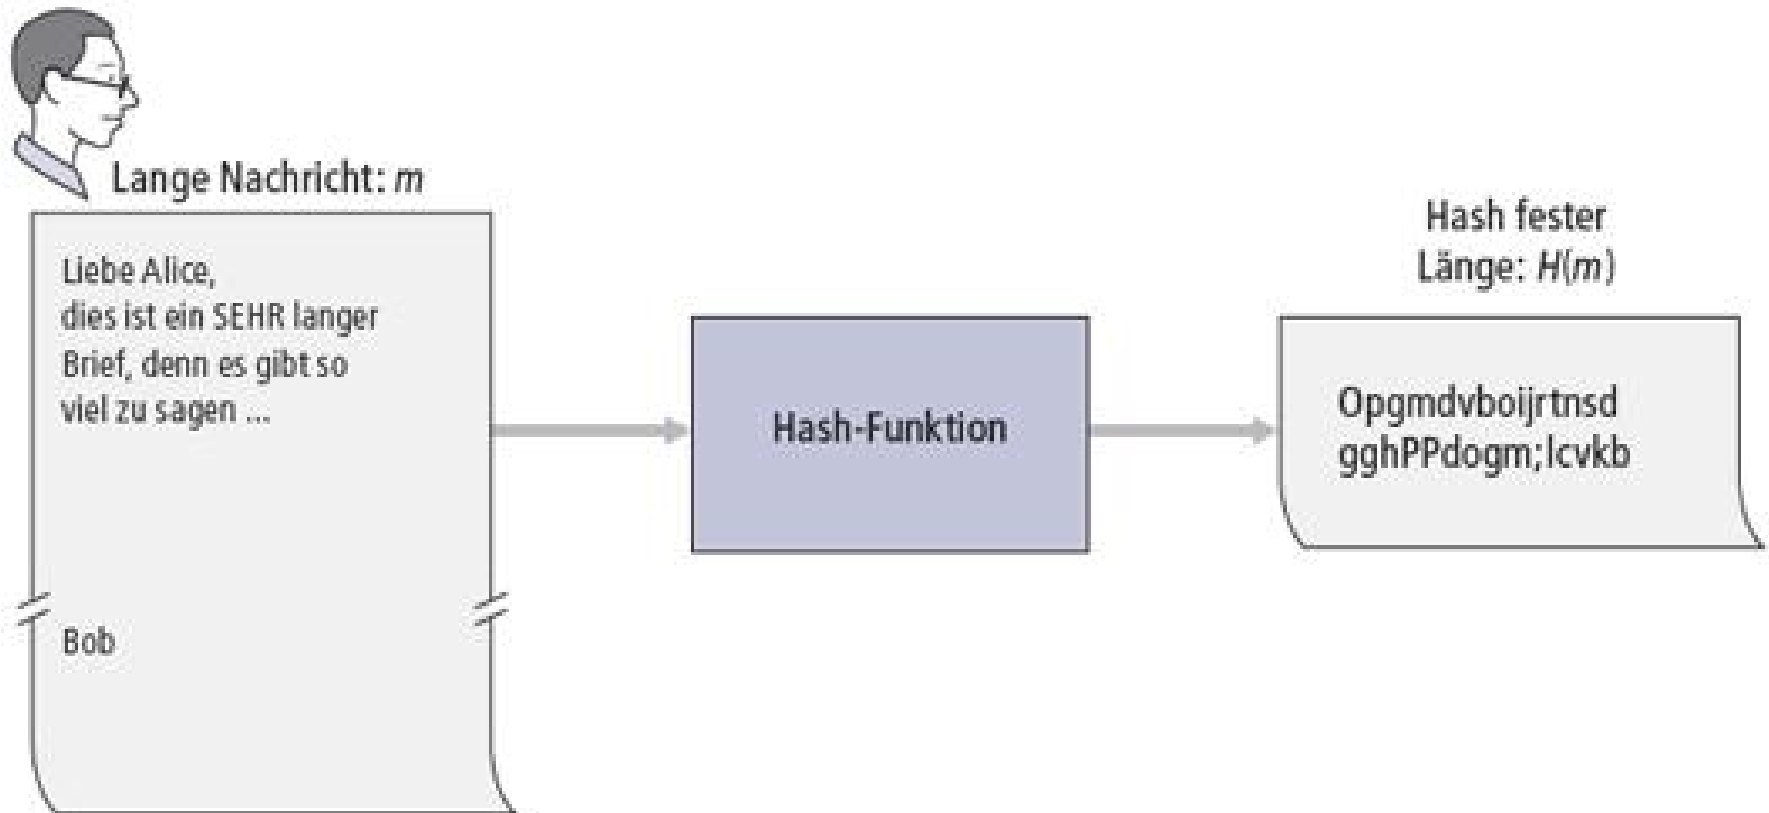 Lange Nachricht: m
Liebe Alice,
dies ist ein SEHR langer
Brief, denn es gibt so
viel zu sagen ...
Bob
Hash-Funktion
Hash fester
Länge: H(m)
Opgmdvboijrtnsd
gghPPdogm;lcvkb